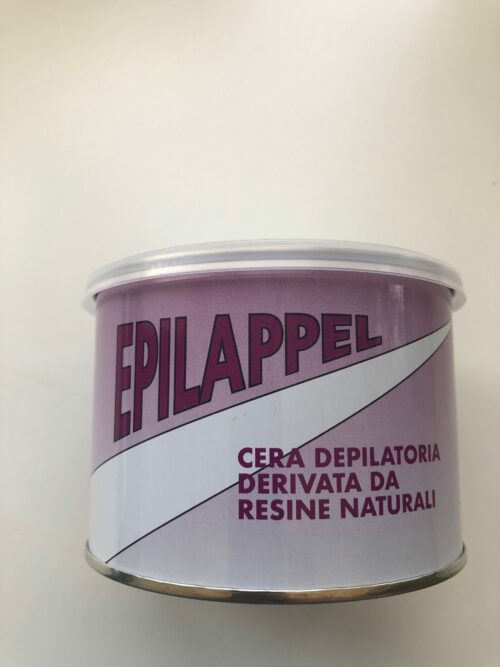 EPILAPPEL
CERA DEPILATORIA
DERIVATA DA
RESINE NATURALI